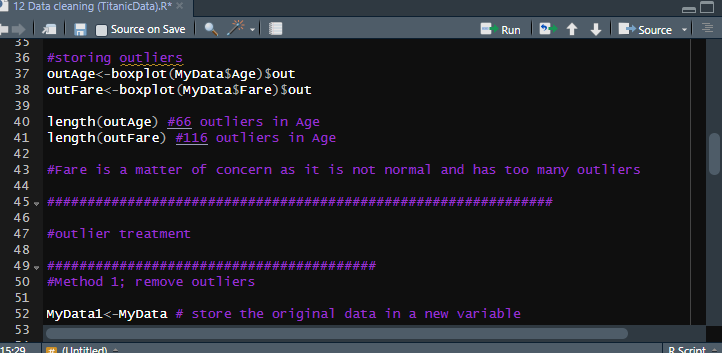 12 Data cleaning (TitanicData).R*
Source on Save
Run
Source
35
36 #storing outliers
37 outAge<-boxplot(MyData$Age)$out
38 outFare<-boxplot(MyData$Fare)$out
39
40 length(outAge) #66 outliers in Age
41 length(outFare) #116 outliers in Age
42
43 #Fare is a matter of concern as it is not normal and has too many outliers
44
45 ###############################################################
46
47 #outlier treatment
48
49 #########################################
50 #Method 1; remove outliers
51
52 MyData1<-MyData # store the original data in a new variable
53
15:29 # (Untitled) R Script